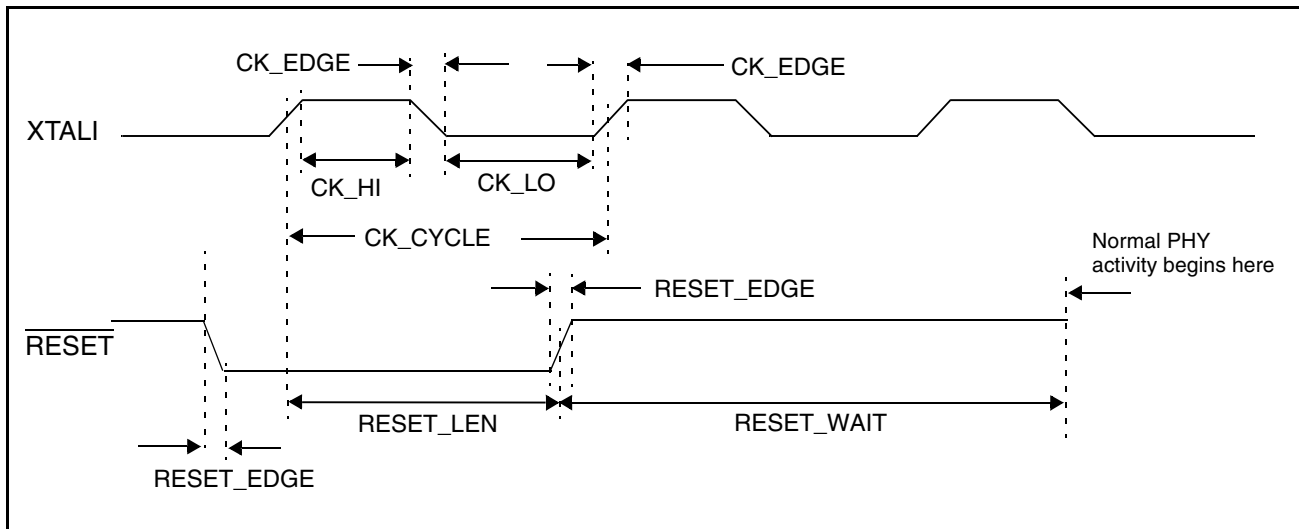 CK_EDGE
CK_EDGE
XTALI
CK_HI
CK_LO
CK_CYCLE
Normal PHY
activity begins here
RESET_EDGE
RESET
RESET_LEN
RESET_WAIT
RESET_EDGE